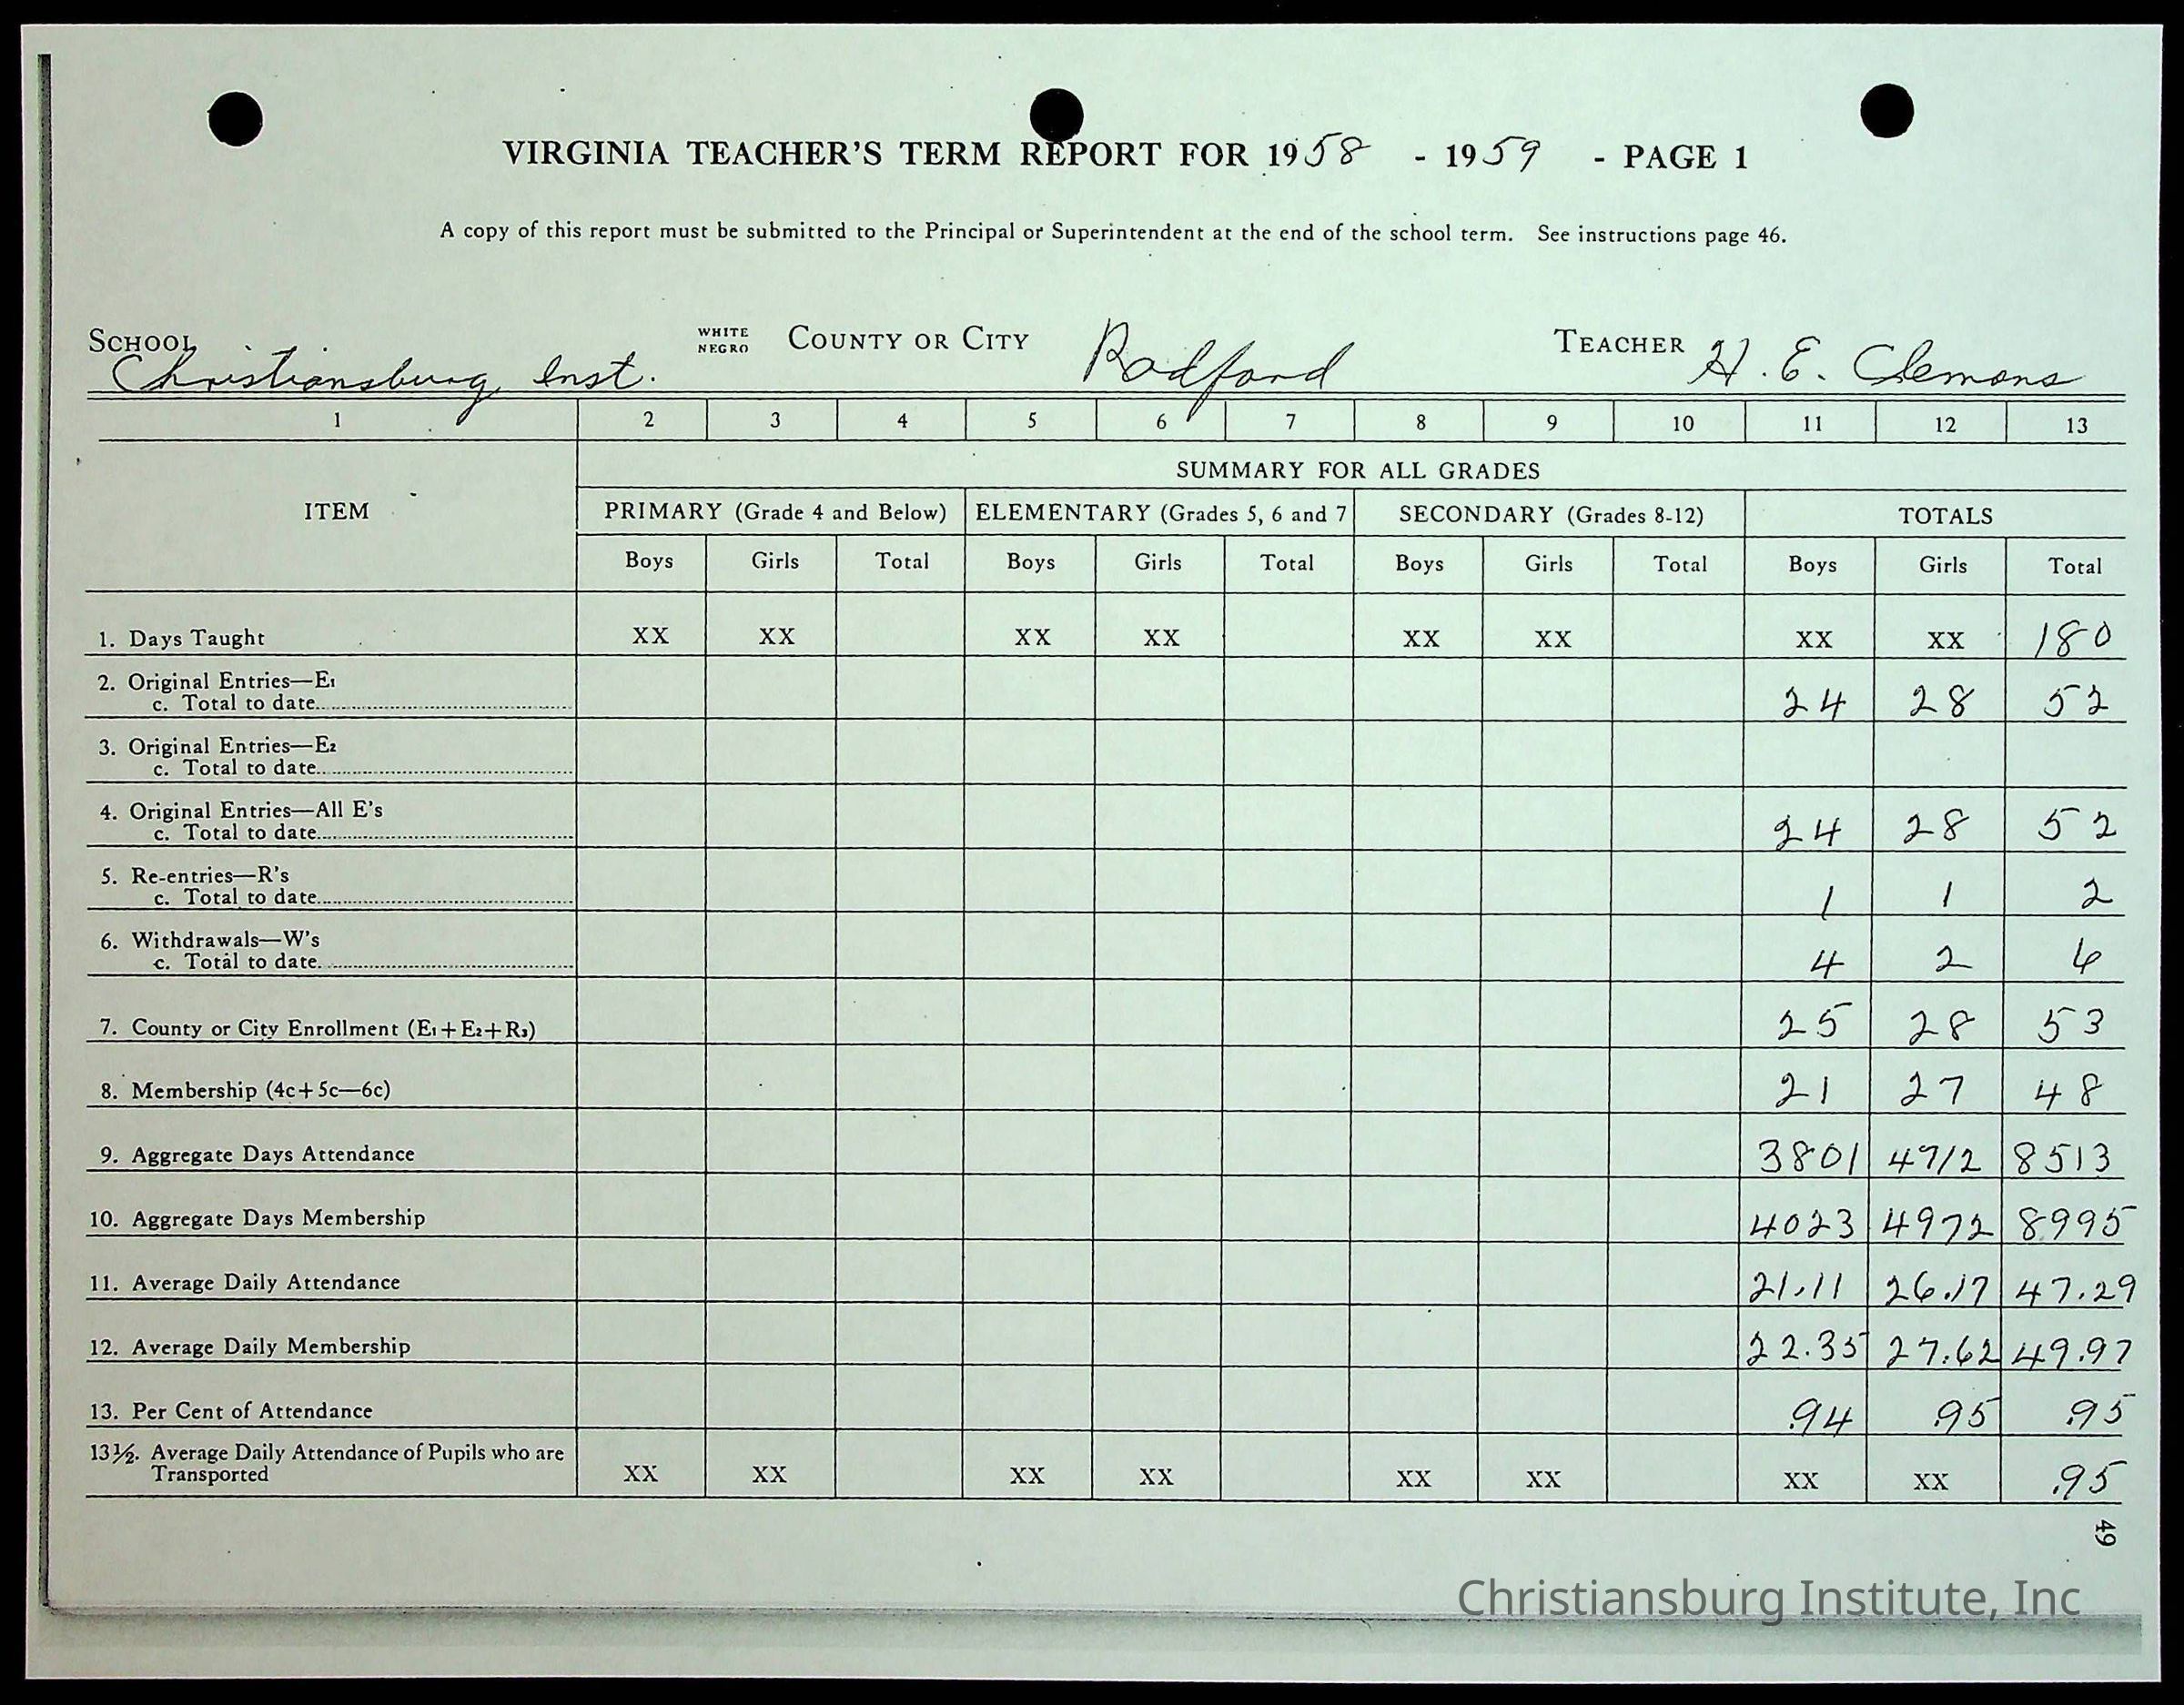 VIRGINIA TEACHER'S TERM REPORT FOR 1958 - 1959 - PAGE 1
A copy of this report must be submitted to the Principal or Superintendent at the end of the school term. See instructions page 46.
SCHOOL Christiansburg Inst. WHITE NEGRO COUNTY OR CITY Radford TEACHER H. E. Clemons
1 2 3 4 5 6 7 8 9 10 11 12 13
SUMMARY FOR ALL GRADES
ITEM PRIMARY (Grade 4 and Below) ELEMENTARY (Grades 5, 6 and 7 SECONDARY (Grades 8-12) TOTALS
Boys Girls Total Boys Girls Total Boys Girls Total Boys Girls Total
1. Days Taught XX XX XX XX XX XX XX XX 180
2. Original Entries—E1
c. Total to date 24 28 52
3. Original Entries—E2
c. Total to date
4. Original Entries—All E's
c. Total to date 24 28 52
5. Re-entries—R's
c. Total to date 1 1 2
6. Withdrawals—W's
c. Total to date 4 2 6
7. County or City Enrollment (E1+E2+R3) 25 28 53
8. Membership (4c+5c—6c) 21 27 48
9. Aggregate Days Attendance 3801 4712 8513
10. Aggregate Days Membership 4023 4972 8995
11. Average Daily Attendance 21.11 26.17 47.29
12. Average Daily Membership 22.35 27.62 49.97
13. Per Cent of Attendance .94 .95 .95
13½. Average Daily Attendance of Pupils who are
Transported XX XX XX XX XX XX XX XX .95
49
Christiansburg Institute, Inc